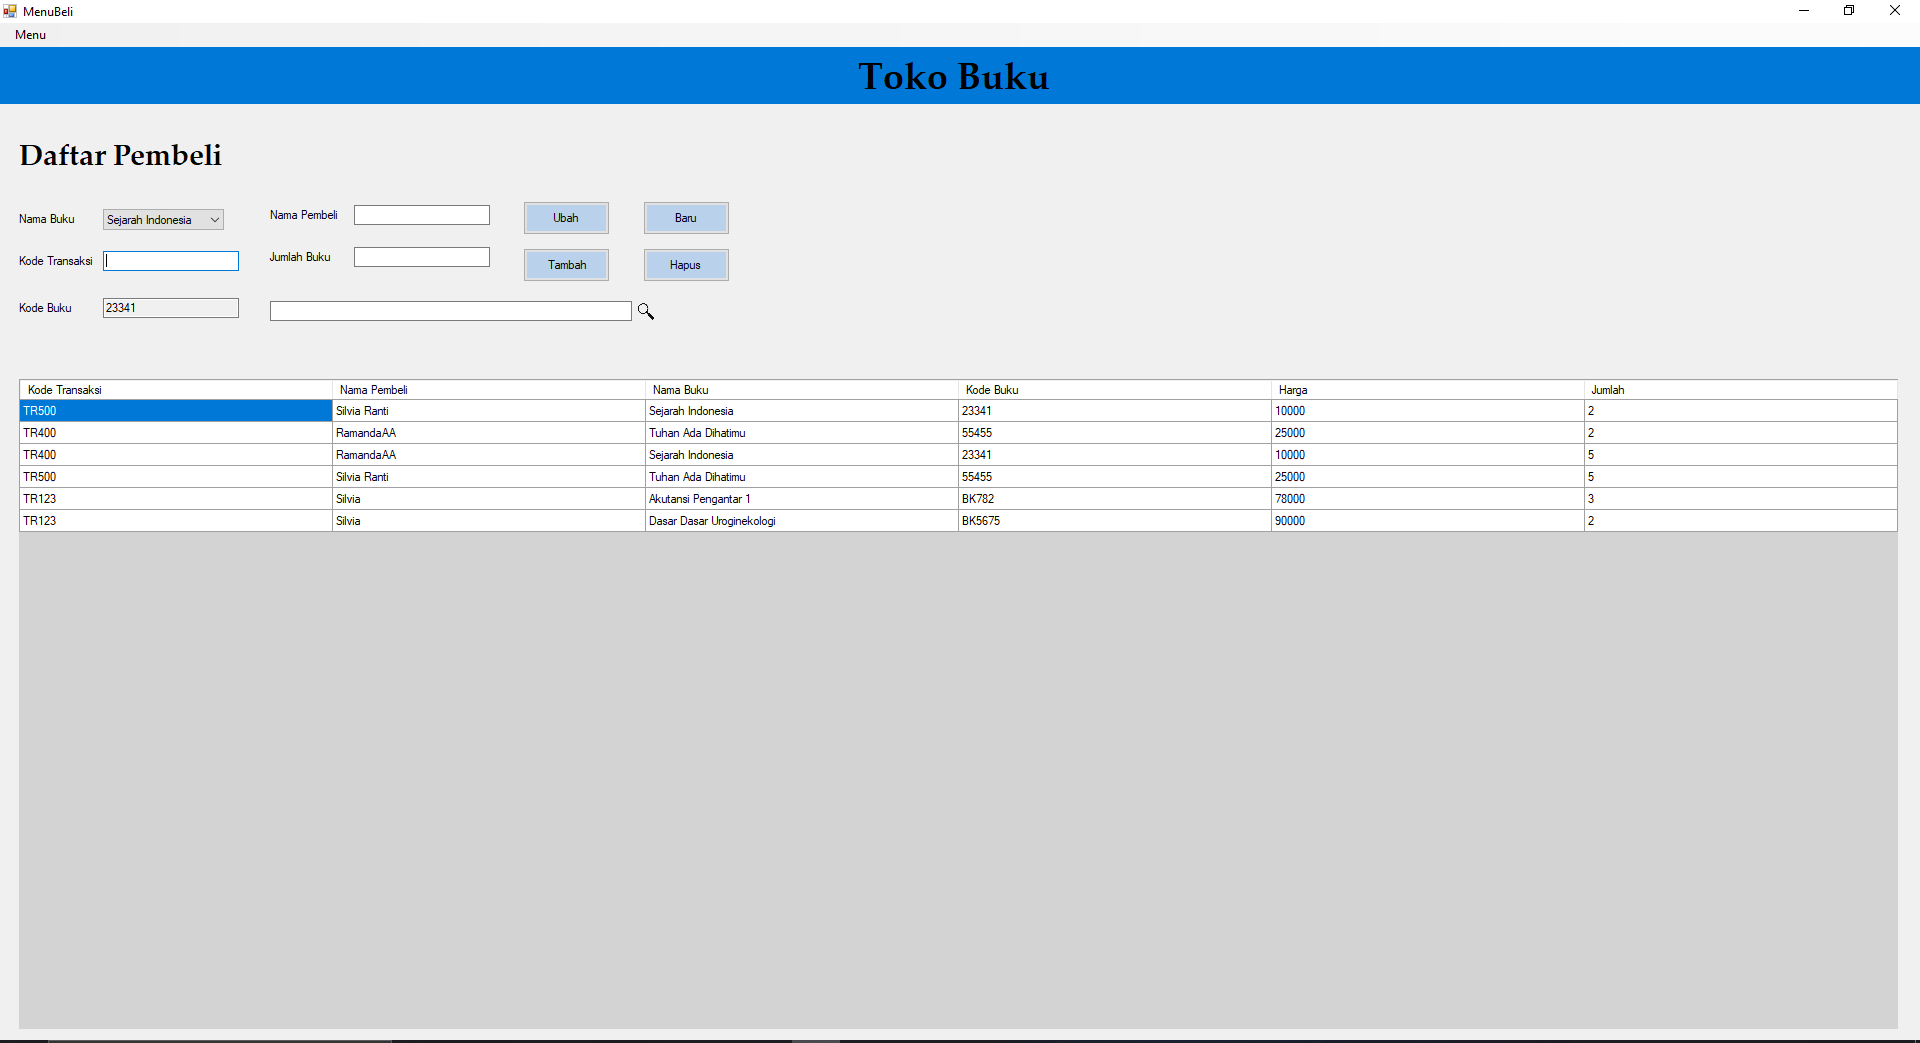 MenuBeli
Menu
Toko Buku
Daftar Pembeli
Nama Buku Sejarah Indonesia Nama Pembeli Ubah Baru
Kode Transaksi Jumlah Buku Tambah Hapus
Kode Buku 23341
Kode Transaksi Nama Pembeli Nama Buku Kode Buku Harga Jumlah
TR500 Silvia Ranti Sejarah Indonesia 23341 10000 2
TR400 RamandaAA Tuhan Ada Dihatimu 55455 25000 2
TR400 RamandaAA Sejarah Indonesia 23341 10000 5
TR500 Silvia Ranti Tuhan Ada Dihatimu 55455 25000 5
TR123 Silvia Akutansi Pengantar 1 BK782 78000 3
TR123 Silvia Dasar Dasar Uroginekologi BK5675 90000 2